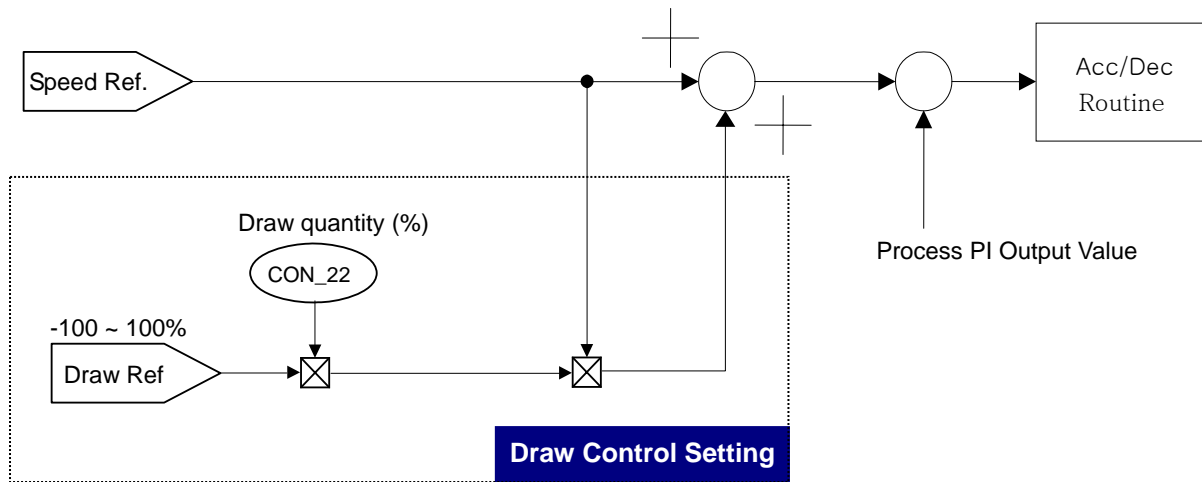 Speed Ref.
Acc/Dec
Routine
Draw quantity (%)
CON_22
Process PI Output Value
-100 ~ 100%
Draw Ref
Draw Control Setting